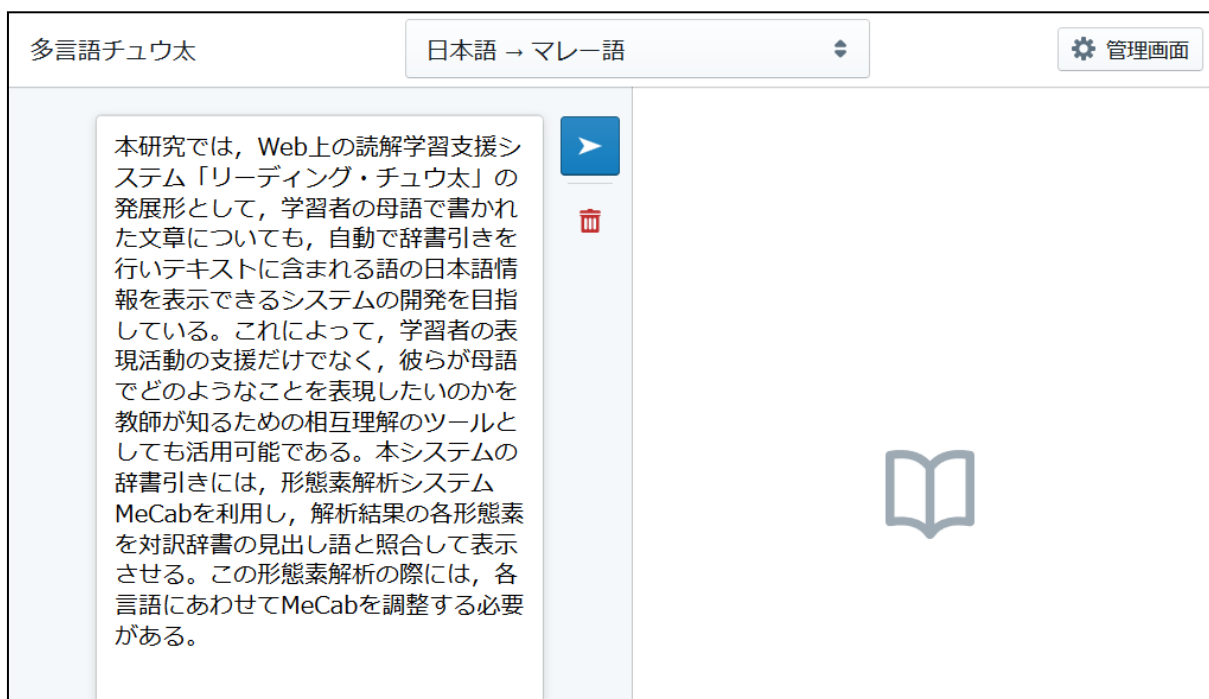 多言語チュウ太
日本語 → マレー語
管理画面
本研究では，Web上の読解学習支援シ
ステム「リーディング・チュウ太」の
発展形として，学習者の母語で書かれ
た文章についても，自動で辞書引きを
行いテキストに含まれる語の日本語情
報を表示できるシステムの開発を目指
している。これによって，学習者の表
現活動の支援だけでなく，彼らが母語
でどのようなことを表現したいのかを
教師が知るための相互理解のツールと
しても活用可能である。本システムの
辞書引きには，形態素解析システム
MeCabを利用し，解析結果の各形態素
を対訳辞書の見出し語と照合して表示
させる。この形態素解析の際には，各
言語にあわせてMeCabを調整する必要
がある。